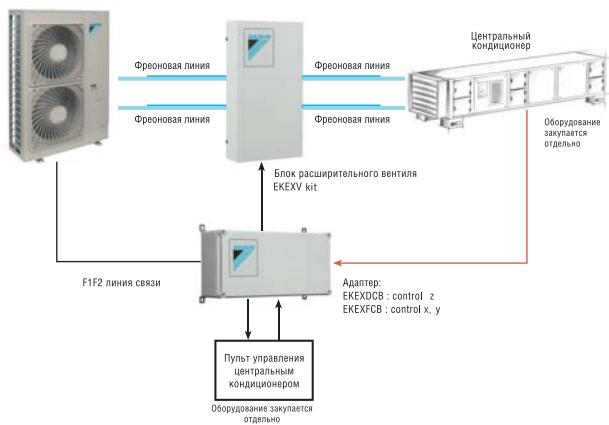 Фреоновая линия
Фреоновая линия
Фреоновая линия
Фреоновая линия
Центральный
кондиционер
Оборудование
закупается
отдельно
Блок расширительного вентиля
EKEXV kit
F1F2 линия связи
Адаптер:
EKEXDCB : control z
EKEXFCB : control x, y
Пульт управления
центральным
кондиционером
Оборудование закупается
отдельно